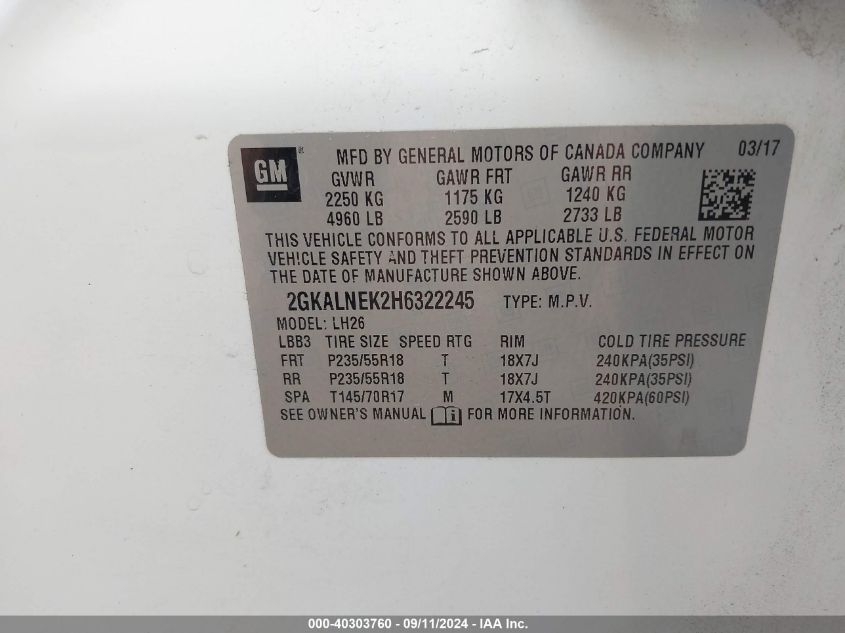 GM ® MFD BY GENERAL MOTORS OF CANADA COMPANY 03/17
GVWR GAWR FRT GAWR RR
2250 KG 1175 KG 1240 KG
4960 LB 2590 LB 2733 LB
THIS VEHICLE CONFORMS TO ALL APPLICABLE U.S. FEDERAL MOTOR
VEHICLE SAFETY AND THEFT PREVENTION STANDARDS IN EFFECT ON
THE DATE OF MANUFACTURE SHOWN ABOVE.
2GKALNEK2H6322245 TYPE: M.P.V.
MODEL: LH26
LBB3 TIRE SIZE SPEED RTG RIM COLD TIRE PRESSURE
FRT P235/55R18 T 18X7J 240KPA(35PSI)
RR P235/55R18 T 18X7J 240KPA(35PSI)
SPA T145/70R17 M 17X4.5T 420KPA(60PSI)
SEE OWNER'S MANUAL i FOR MORE INFORMATION.
000-40303760 - 09/11/2024 - IAA Inc.